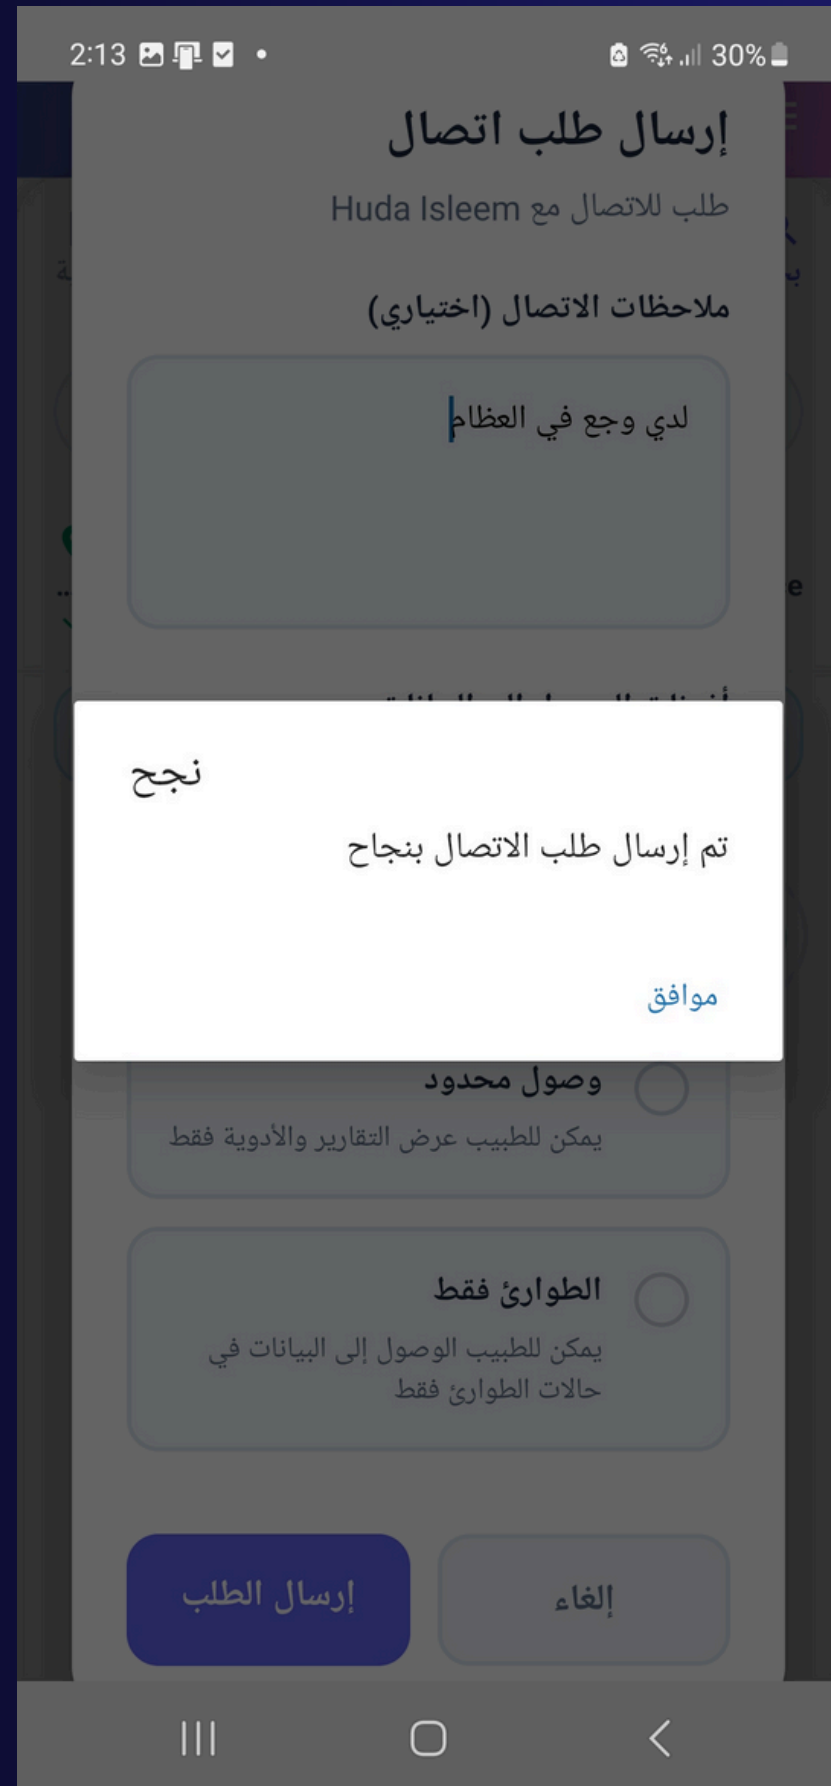 2:13
30%
إرسال طلب اتصال
طلب للاتصال مع Huda Isleem
ملاحظات الاتصال (اختياري)
لدي وجع في العظام
نجح
تم إرسال طلب الاتصال بنجاح
موافق
وصول محدود
يمكن للطبيب عرض التقارير والأدوية فقط
الطوارئ فقط
يمكن للطبيب الوصول إلى البيانات في
حالات الطوارئ فقط
إلغاء
إرسال الطلب